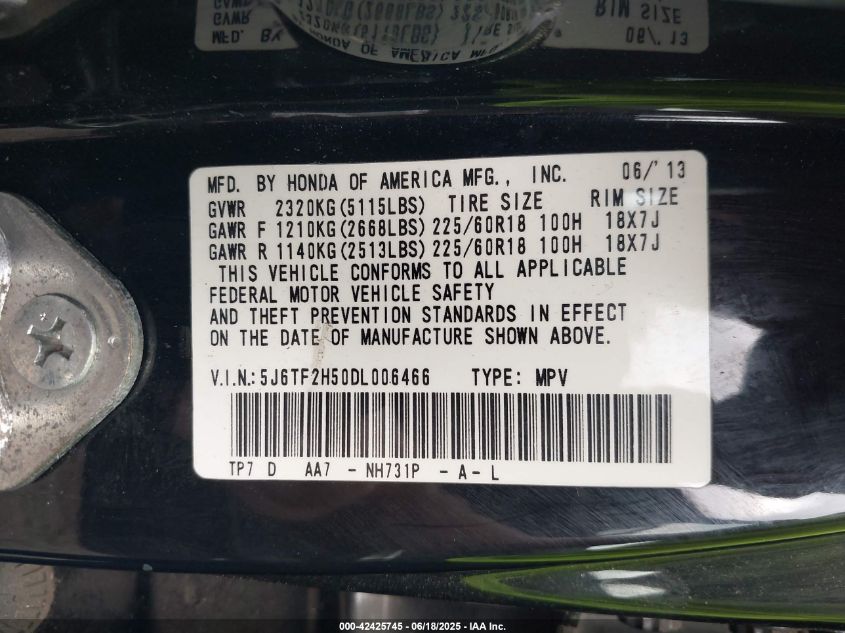 MFD. BY HONDA OF AMERICA MFG., INC. 06/'13
GVWR 2320KG(5115LBS) TIRE SIZE RIM SIZE
GAWR F 1210KG(2668LBS) 225/60R18 100H 18X7J
GAWR R 1140KG(2513LBS) 225/60R18 100H 18X7J
THIS VEHICLE CONFORMS TO ALL APPLICABLE
FEDERAL MOTOR VEHICLE SAFETY
AND THEFT PREVENTION STANDARDS IN EFFECT
ON THE DATE OF MANUFACTURE SHOWN ABOVE.
V.I.N.: 5J6TF2H50DL006466 TYPE: MPV
TP7 D AA7 - NH731P - A - L
000-42425745 - 06/18/2025 - IAA Inc.